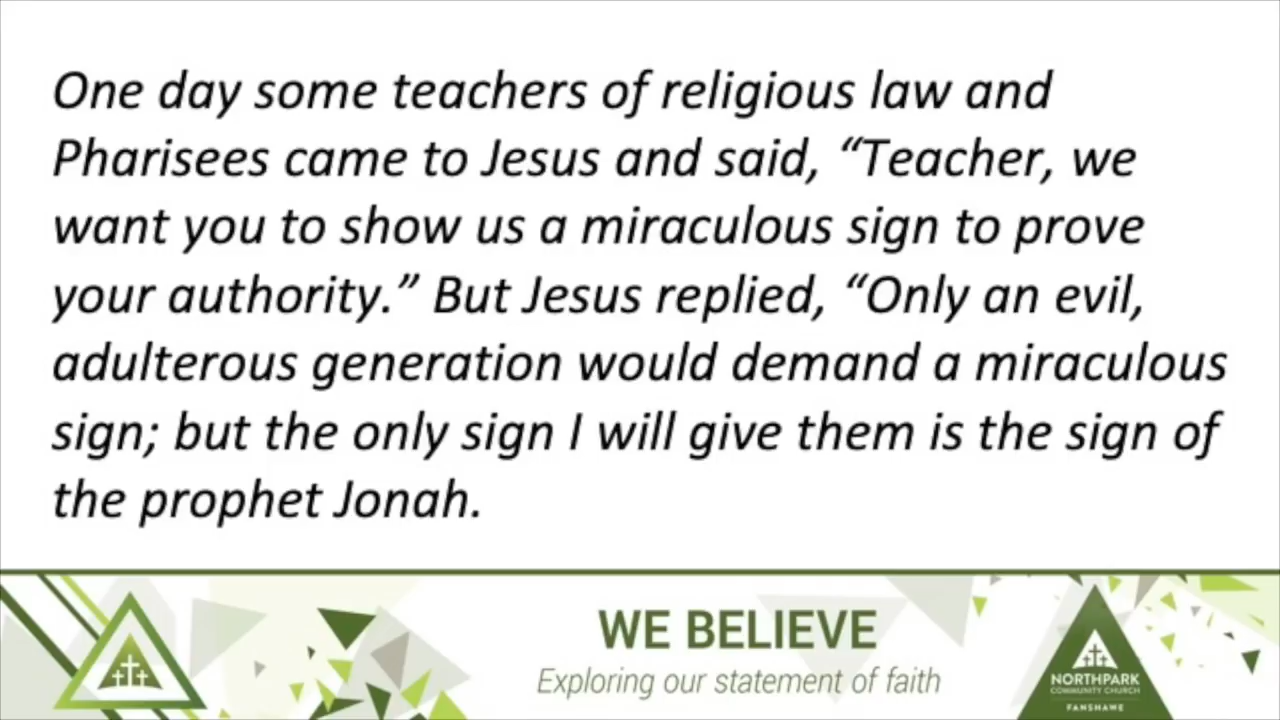 One day some teachers of religious law and
Pharisees came to Jesus and said, “Teacher, we
want you to show us a miraculous sign to prove
your authority.” But Jesus replied, “Only an evil,
adulterous generation would demand a miraculous
sign; but the only sign I will give them is the sign of
the prophet Jonah.
WE BELIEVE
Exploring our statement of faith
NORTHPARK
COMMUNITY CHURCH
FANSHAWE